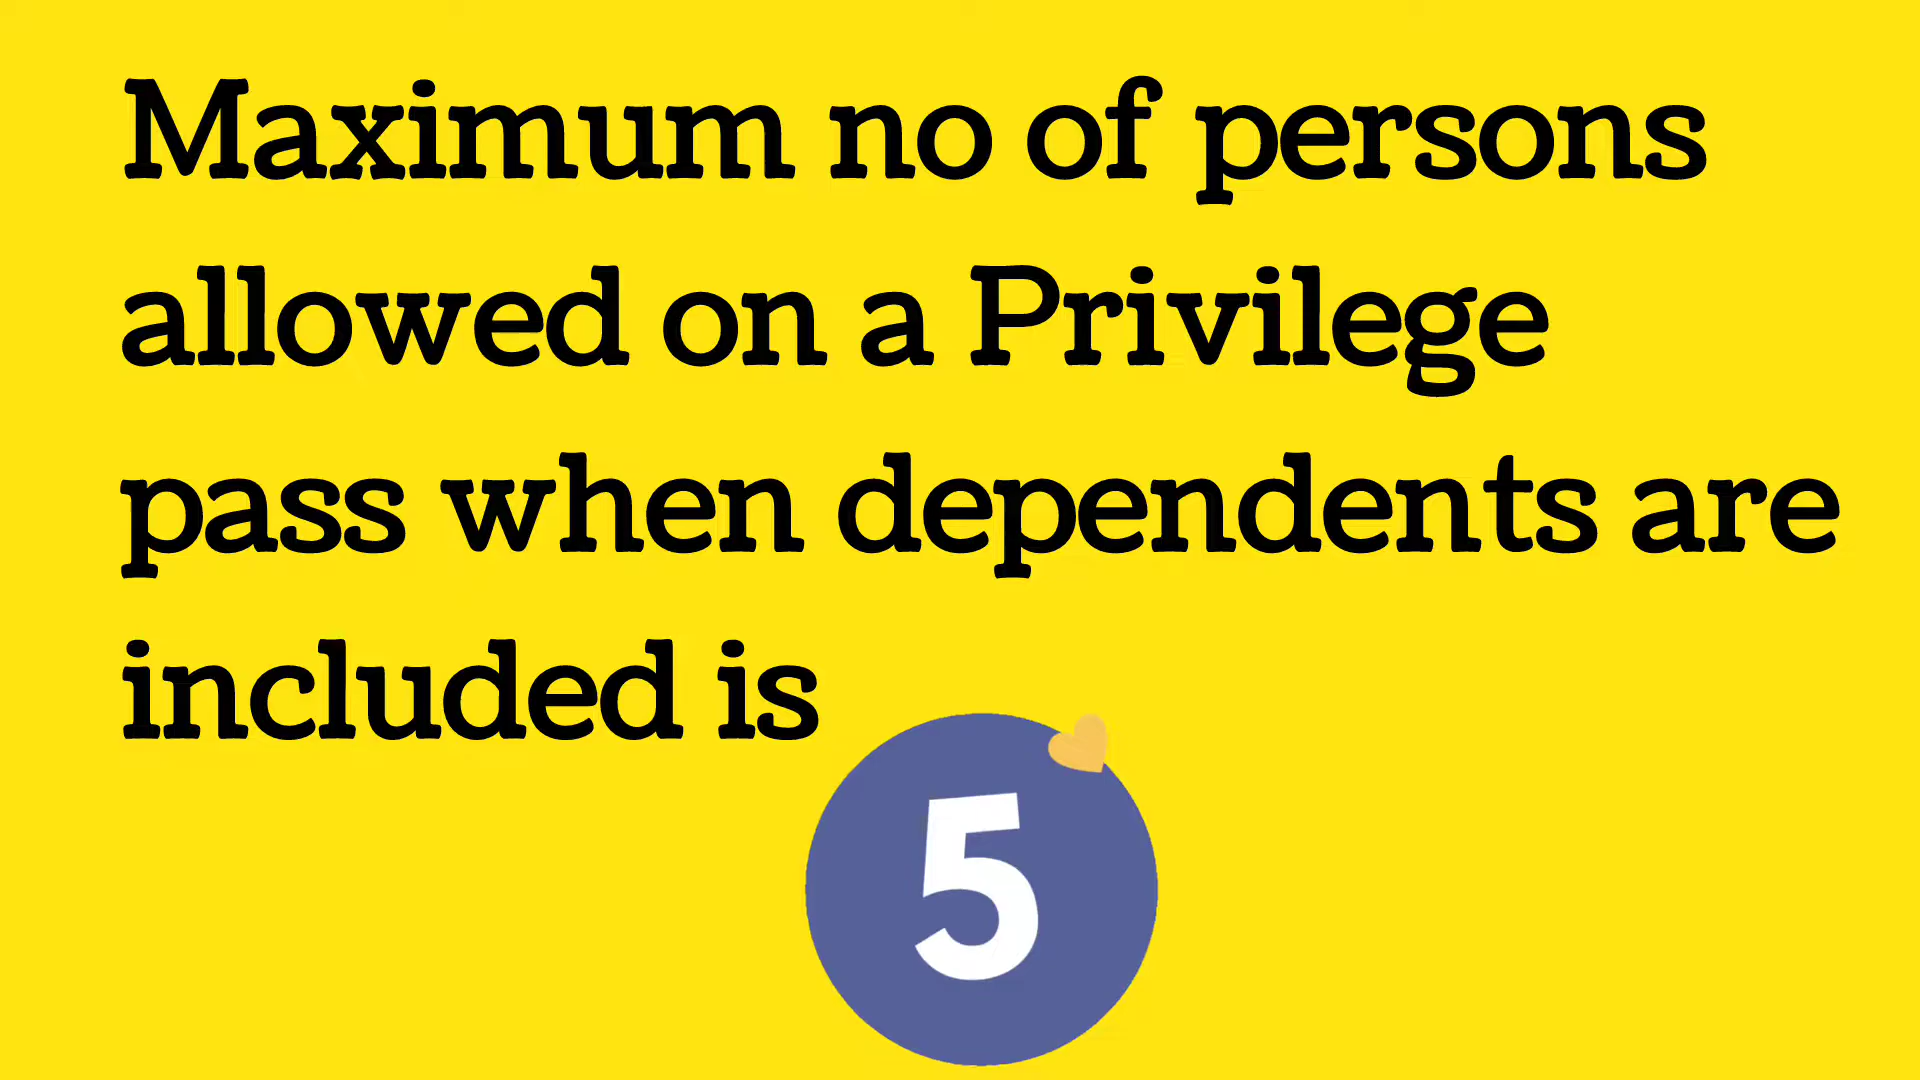 Maximum no of persons
allowed on a Privilege
pass when dependents are
included is
5